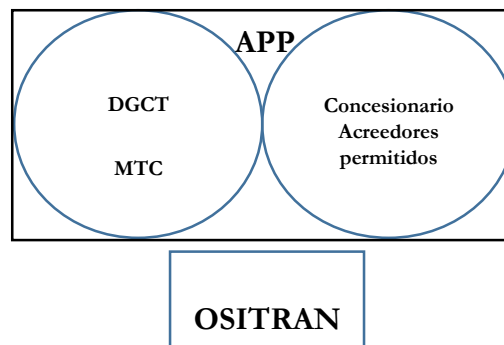 APP
DGCT
MTC
Concesionario
Acreedores
permitidos
OSITRAN